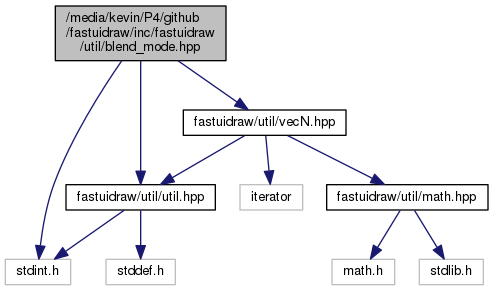 /media/kevin/P4/github
/fastuidraw/inc/fastuidraw
/util/blend_mode.hpp
fastuidraw/util/vecN.hpp
fastuidraw/util/util.hpp
iterator
fastuidraw/util/math.hpp
stdint.h
stddef.h
math.h
stdlib.h